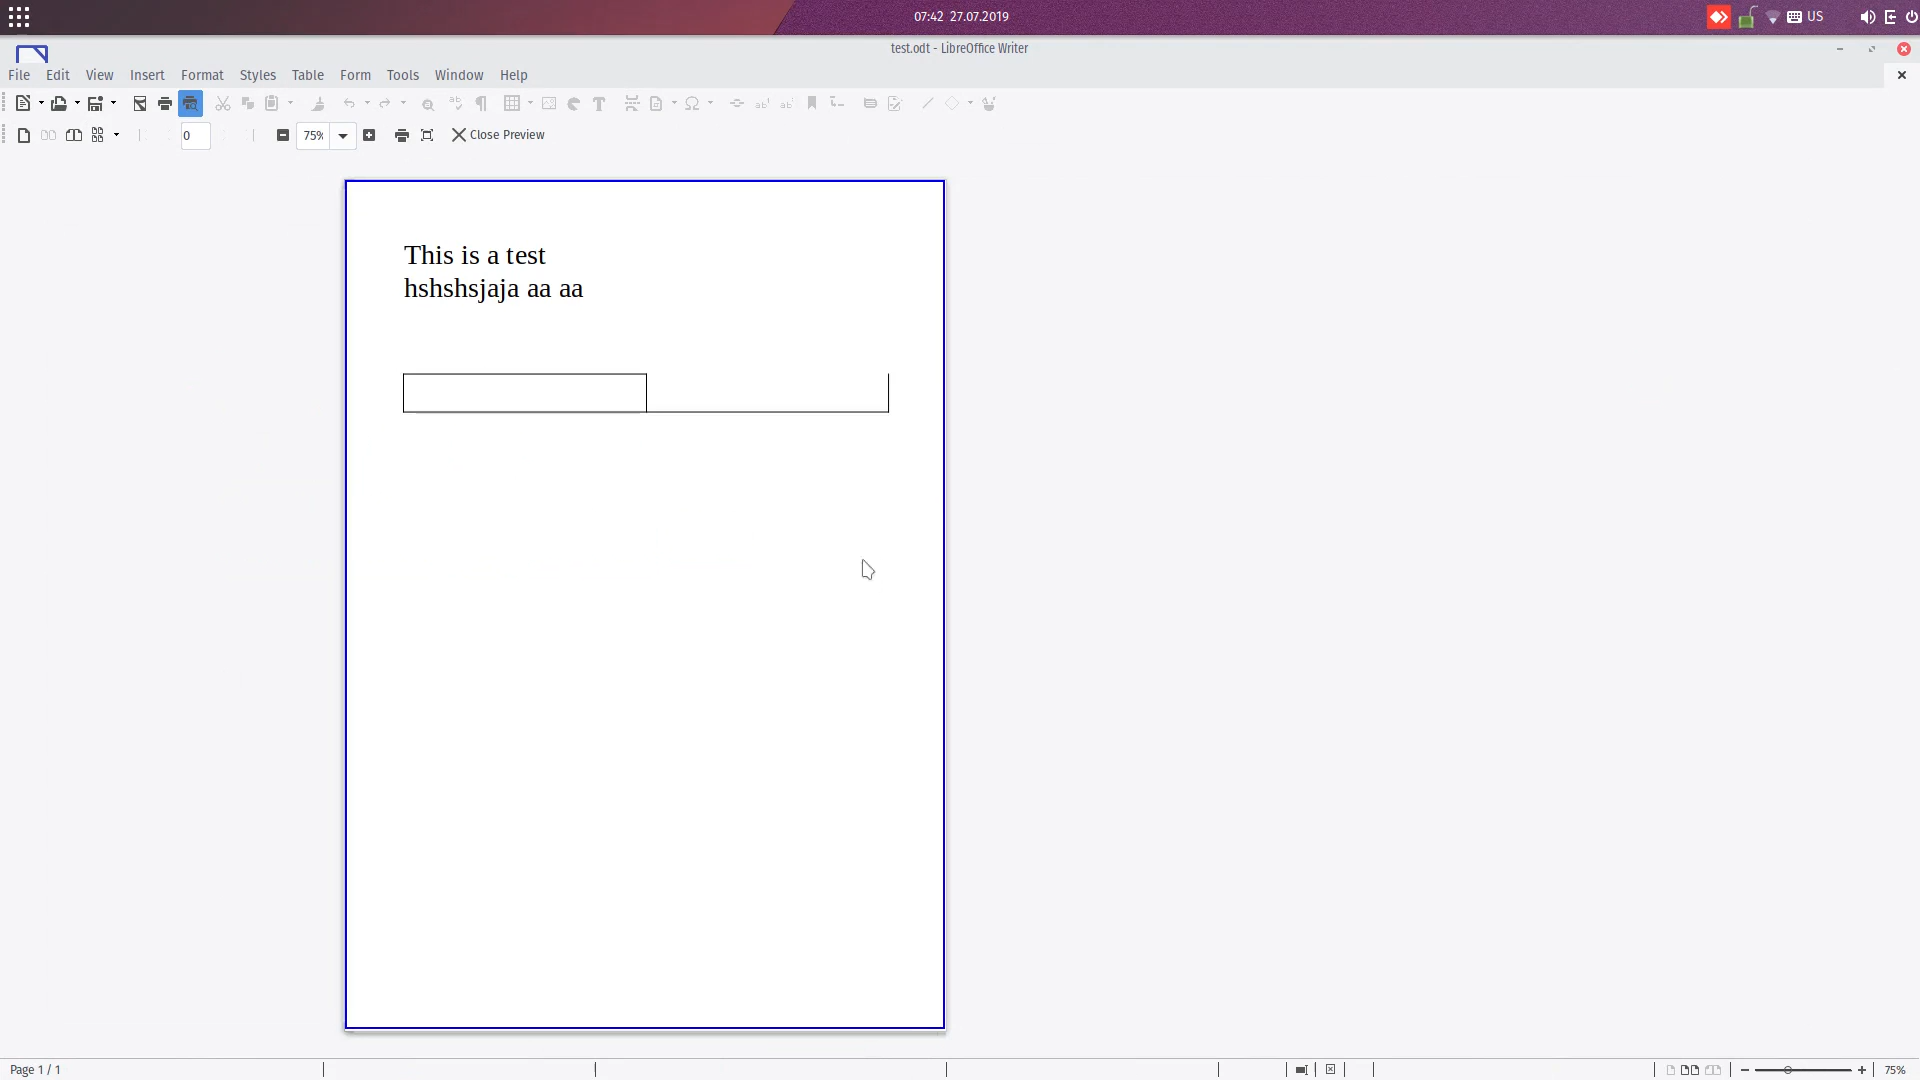 07:42 27.07.2019
US
test.odt - LibreOffice Writer
File Edit View Insert Format Styles Table Form Tools Window Help
0
75%
Close Preview
This is a test
hshshsjaja aa aa
Page 1 / 1
75%